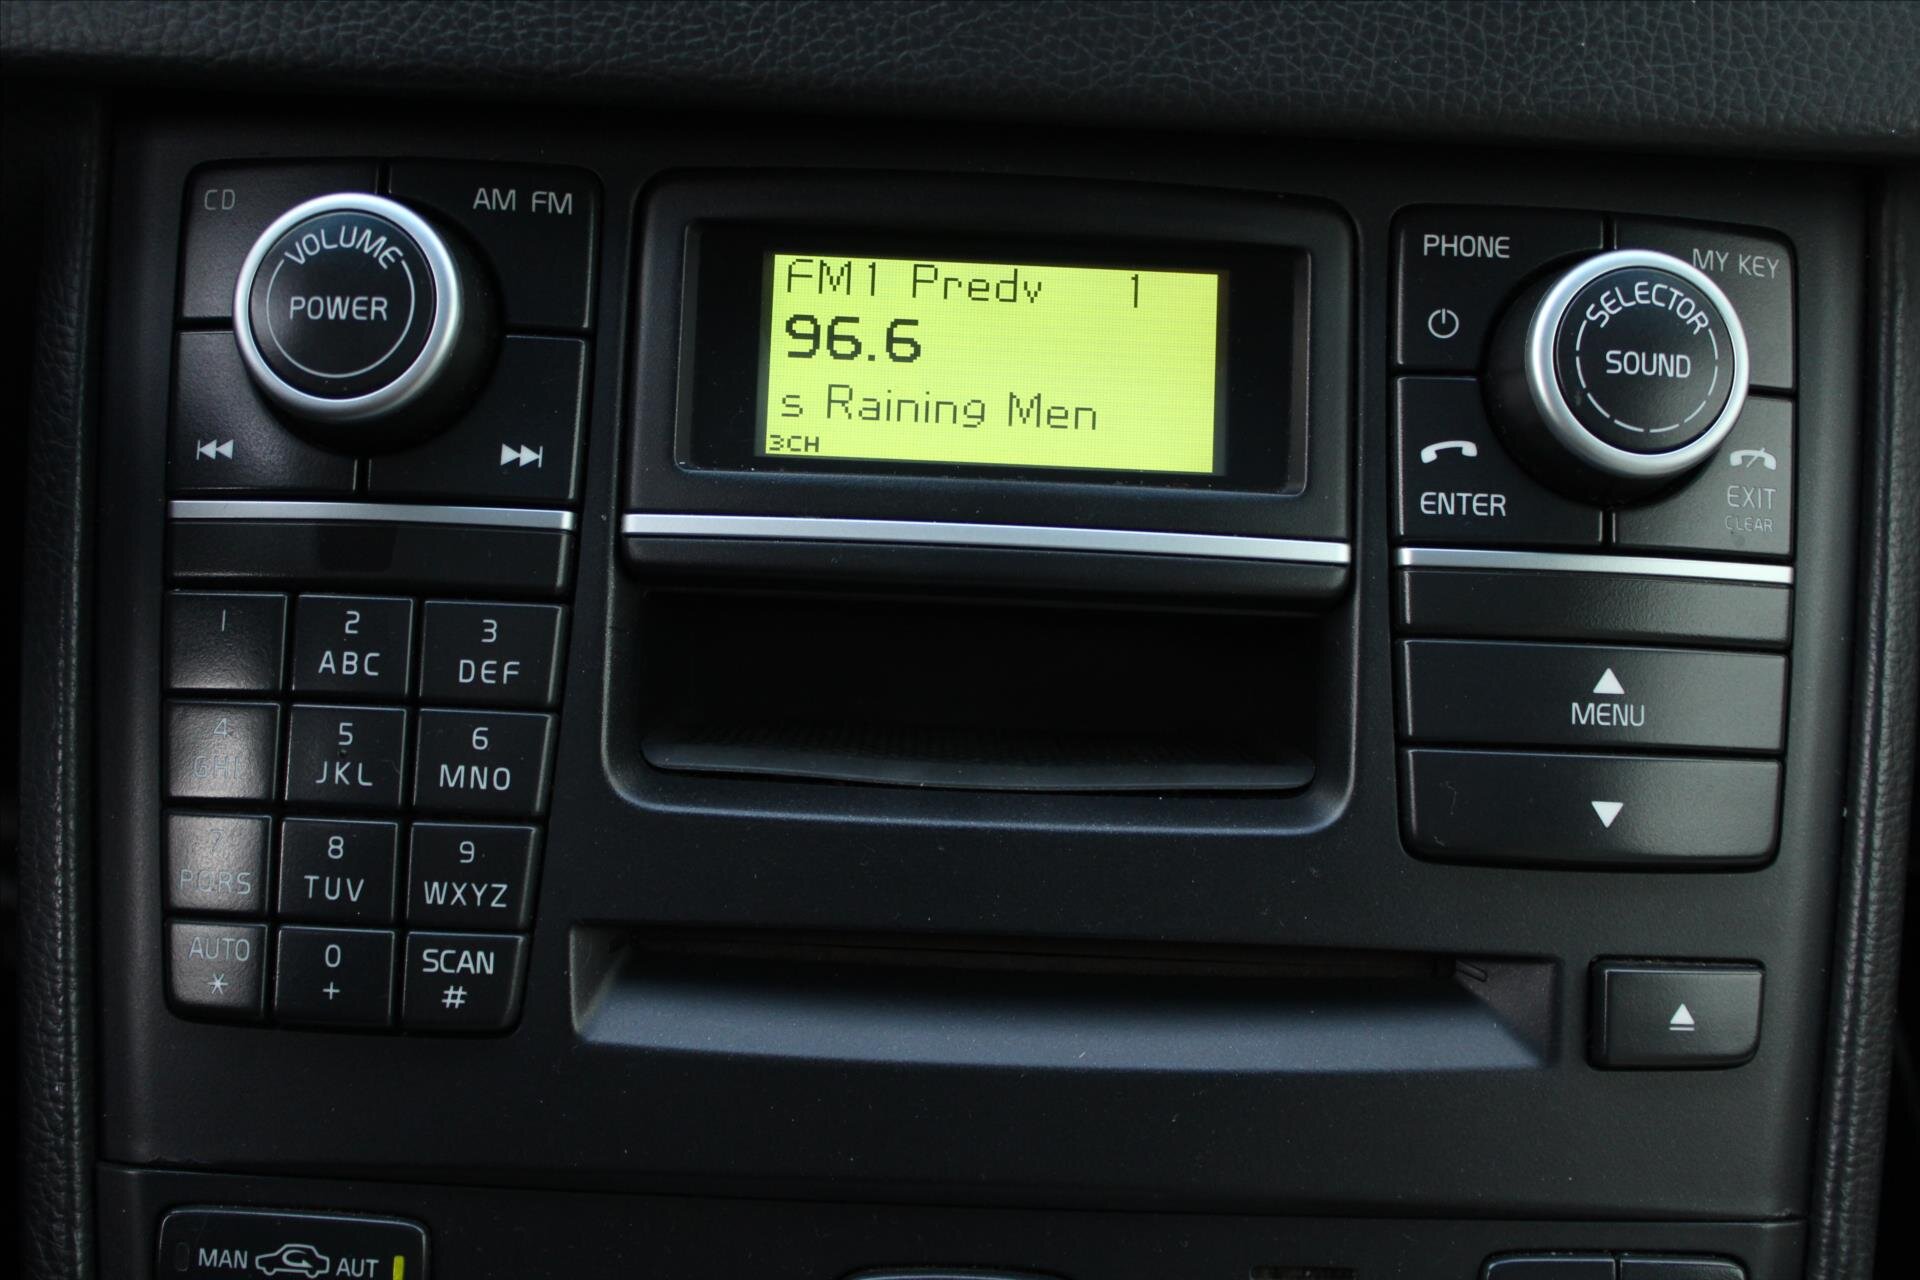 CD
AM FM
VOLUME
POWER
FM1 Predv 1
96.6
s Raining Men
3CH
PHONE
MY KEY
SELECTOR
SOUND
ENTER
EXIT
CLEAR
1
2
ABC
3
DEF
4
GHI
5
JKL
6
MNO
7
PQRS
8
TUV
9
WXYZ
AUTO
*
0
+
SCAN
#
MENU
MAN AUT